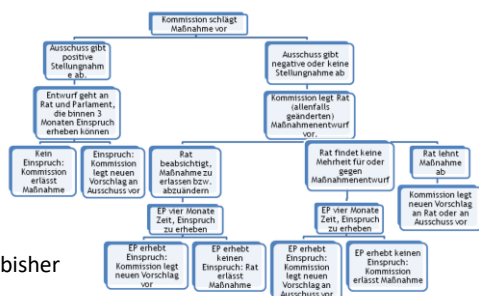 Kommission schlägt
Maßnahme vor
Ausschuss gibt
positive
Stellungnahm
e ab.
Ausschuss gibt
negative oder keine
Stellungnahme ab
Entwurf geht an
Rat und Parlament,
die binnen 3
Monaten Einspruch
erheben können
Kommission legt Rat
(allenfalls
geänderten)
Maßnahmenentwurf
vor.
Kein
Einspruch:
Kommission
erlässt
Maßnahme
Einspruch:
Kommission
legt neuen
Vorschlag an
Ausschuss vor
Rat
beabsichtigt,
Maßnahme zu
erlassen bzw.
abzuändern
Rat findet keine
Mehrheit für oder
gegen
Maßnahmenentwurf
Rat lehnt
Maßnahme
ab
Kommission legt
neuen Vorschlag
an Rat oder an
Ausschuss vor
EP vier Monate
Zeit, Einspruch
zu erheben
EP vier Monate
Zeit, Einspruch
zu erheben
EP erhebt
Einspruch:
Kommission legt
neuen Vorschlag
vor
EP erhebt
keinen
Einspruch: Rat
erlässt
Maßnahme
EP erhebt
Einspruch:
Kommission
legt neuen
Vorschlag an
Ausschuss vor
EP erhebt keinen
Einspruch:
Kommission
erlässt Maßnahme
bisher